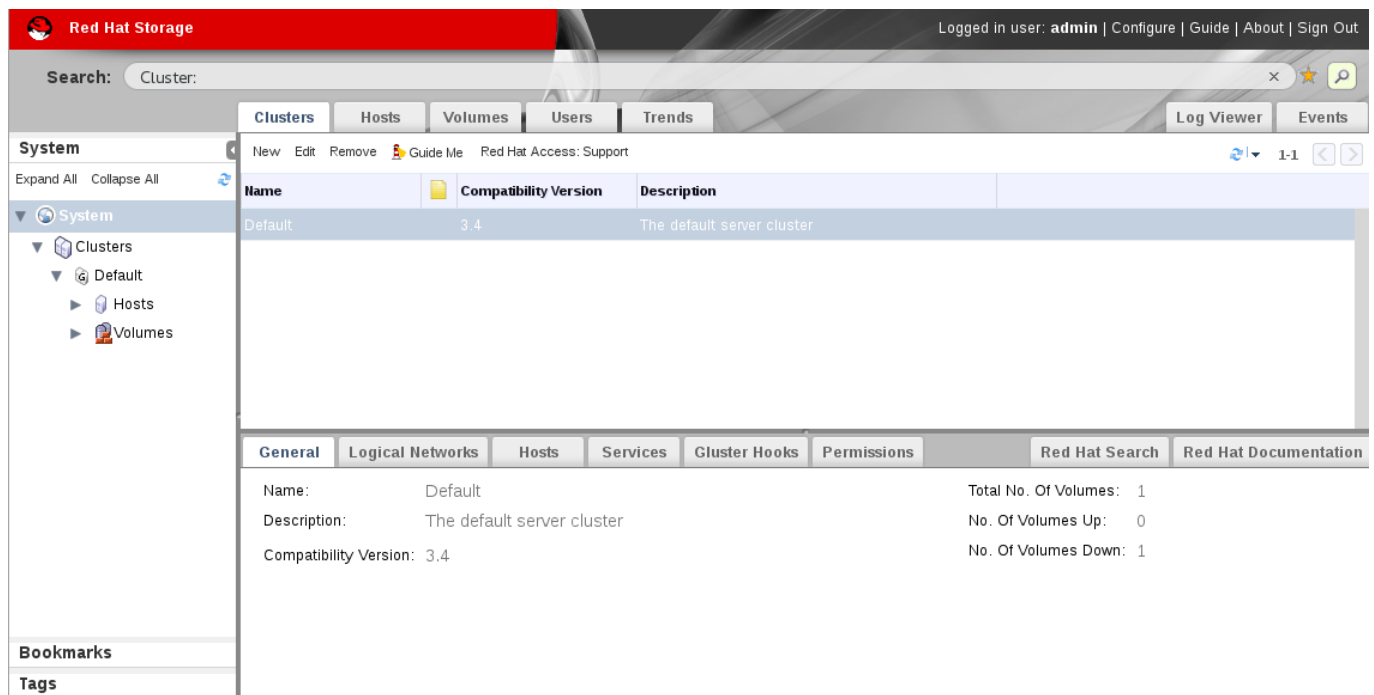 Red Hat Storage
Logged in user: admin | Configure | Guide | About | Sign Out
Search: Cluster:
Clusters Hosts Volumes Users Trends Log Viewer Events
System
New Edit Remove Guide Me Red Hat Access: Support 1-1
Expand All Collapse All
Name Compatibility Version Description
System
Default 3.4 The default server cluster
Clusters
G Default
Hosts
Volumes
General Logical Networks Hosts Services Gluster Hooks Permissions Red Hat Search Red Hat Documentation
Name: Default Total No. Of Volumes: 1
Description: The default server cluster No. Of Volumes Up: 0
Compatibility Version: 3.4 No. Of Volumes Down: 1
Bookmarks
Tags